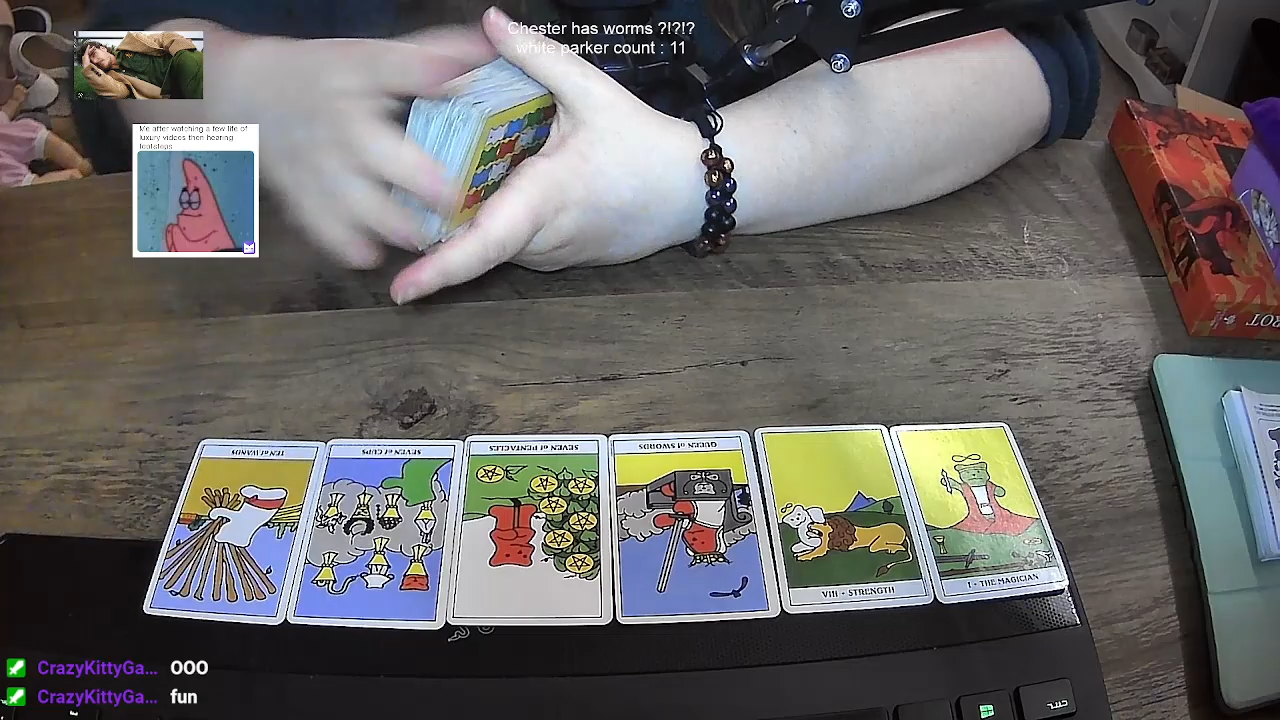 Chester has worms ?!?!?
white parker count : 11
Me after watching a few life of
luxury videos then hearing
footsteps
TEN of WANDS
SEVEN of CUPS
SEVEN of PENTACLES
QUEEN of SWORDS
VIII • STRENGTH
I • THE MAGICIAN
CrazyKittyGa... OOO
CrazyKittyGa... fun
CTRL